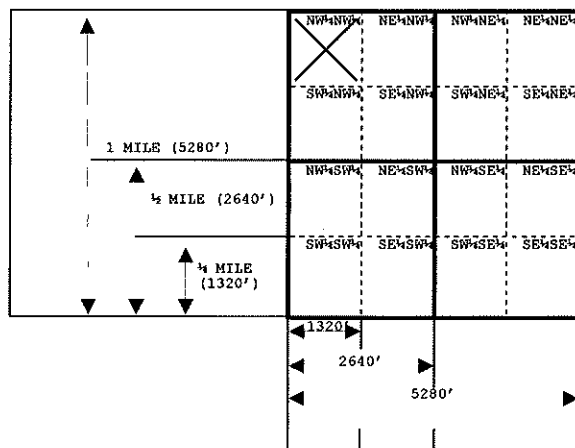 NW¼NW¼ NE¼NW¼ NW¼NE¼ NE¼NE¼
SW¼NW¼ SE¼NW¼ SW¼NE¼ SE¼NE¼
1 MILE (5280′)
NW¼SW¼ NE¼SW¼ NW¼SE¼ NE¼SE¼
½ MILE (2640′)
SW¼SW¼ SE¼SW¼ SW¼SE¼ SE¼SE¼
¼ MILE
(1320′)
1320′
2640′
5280′